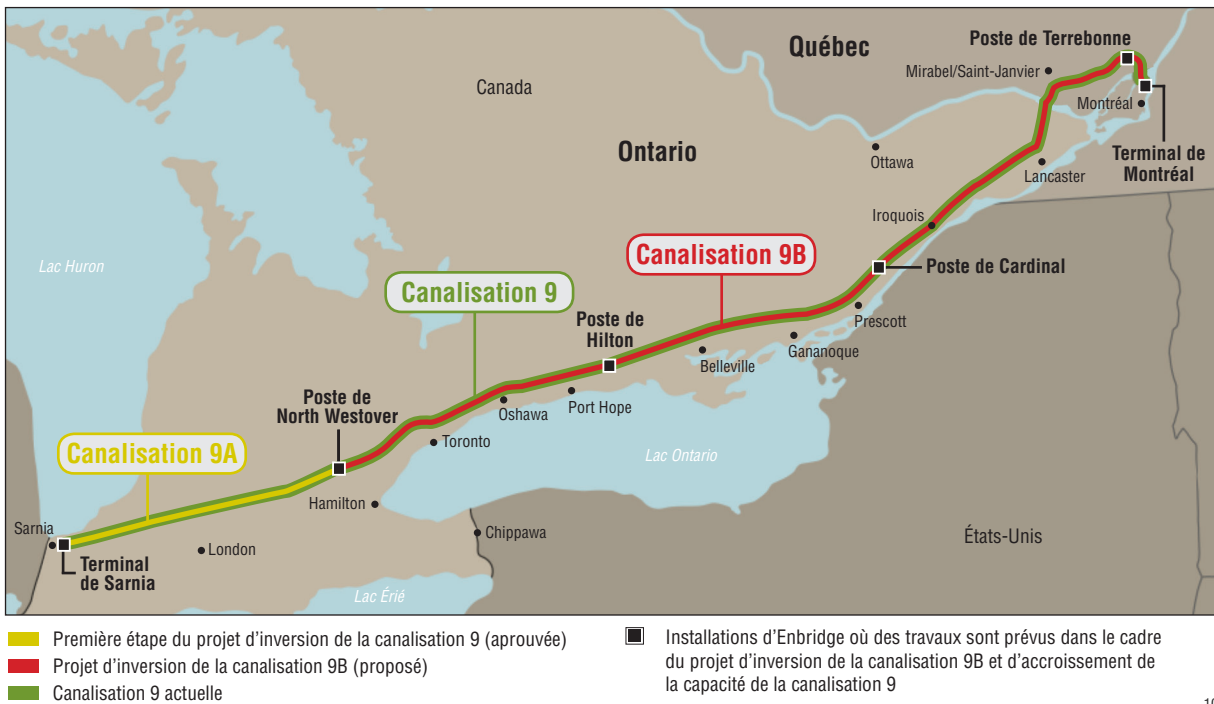 Québec
Poste de Terrebonne
Mirabel/Saint-Janvier
Canada
Montréal
Ontario
Ottawa
Terminal de
Montréal
Lancaster
Iroquois
Lac Huron
Canalisation 9B
Poste de Cardinal
Canalisation 9
Poste de
Hilton
Prescott
Gananoque
Belleville
Poste de
North Westover
Port Hope
Oshawa
Toronto
Canalisation 9A
Lac Ontario
Hamilton
Sarnia
Chippawa
États-Unis
London
Terminal
de Sarnia
Lac Érié
Première étape du projet d'inversion de la canalisation 9 (aprouvée)
Projet d'inversion de la canalisation 9B (proposé)
Canalisation 9 actuelle
Installations d'Enbridge où des travaux sont prévus dans le cadre
du projet d'inversion de la canalisation 9B et d'accroissement de
la capacité de la canalisation 9